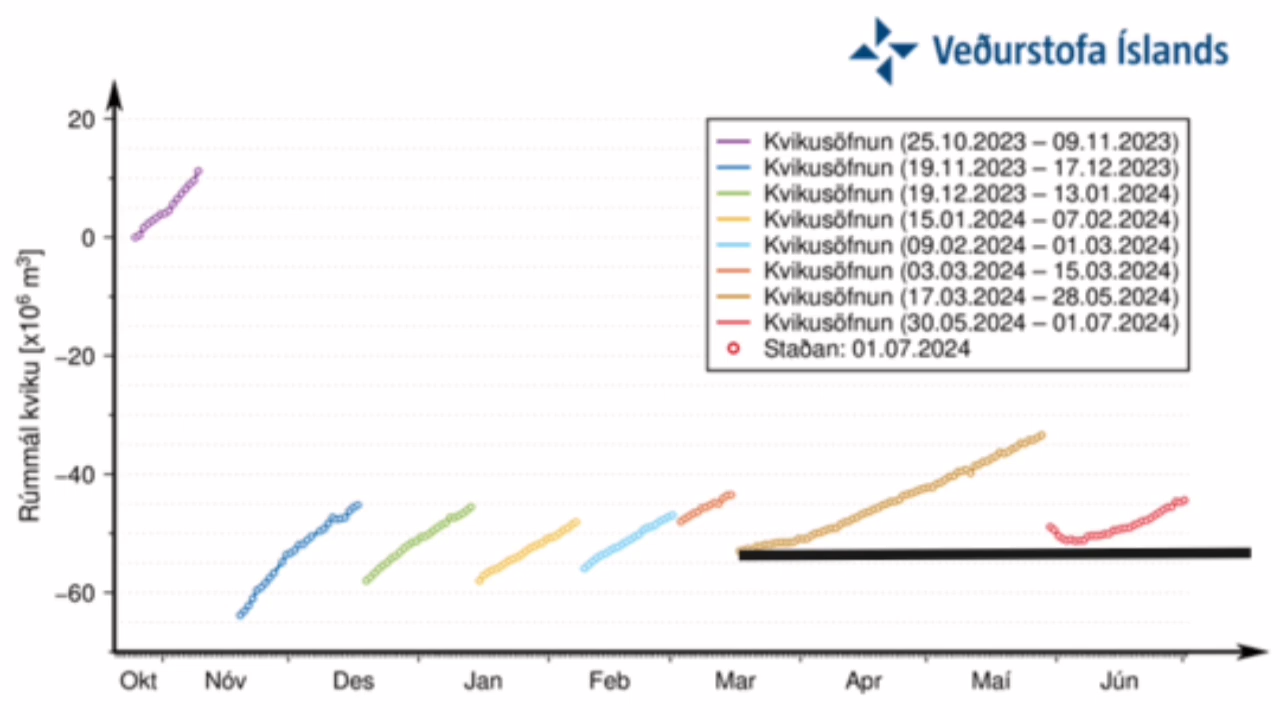 Veðurstofa Íslands
20
0
−20
−40
−60
Rúmmál kviku [x10⁶ m³]
Kvikusöfnun (25.10.2023 – 09.11.2023)
Kvikusöfnun (19.11.2023 – 17.12.2023)
Kvikusöfnun (19.12.2023 – 13.01.2024)
Kvikusöfnun (15.01.2024 – 07.02.2024)
Kvikusöfnun (09.02.2024 – 01.03.2024)
Kvikusöfnun (03.03.2024 – 15.03.2024)
Kvikusöfnun (17.03.2024 – 28.05.2024)
Kvikusöfnun (30.05.2024 – 01.07.2024)
Staðan: 01.07.2024
Okt Nóv Des Jan Feb Mar Apr Maí Jún